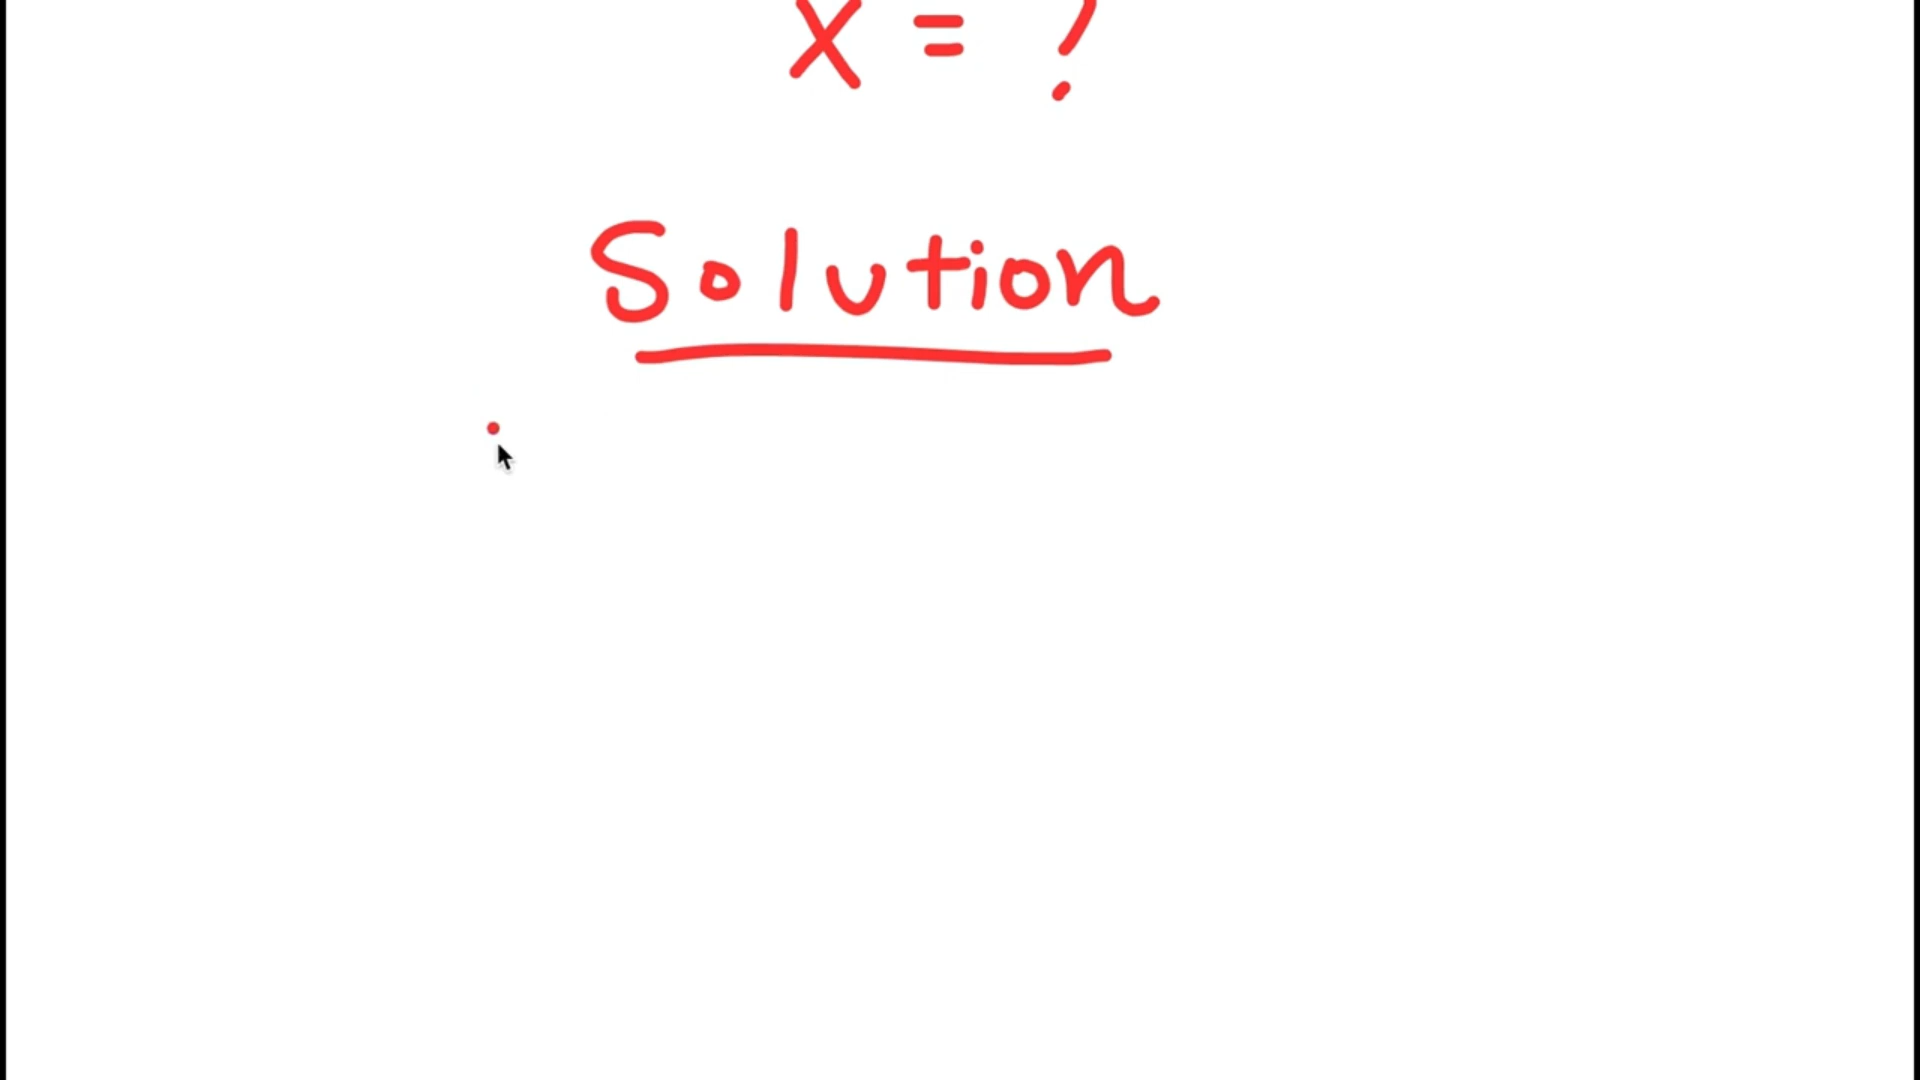 x = ?
Solution